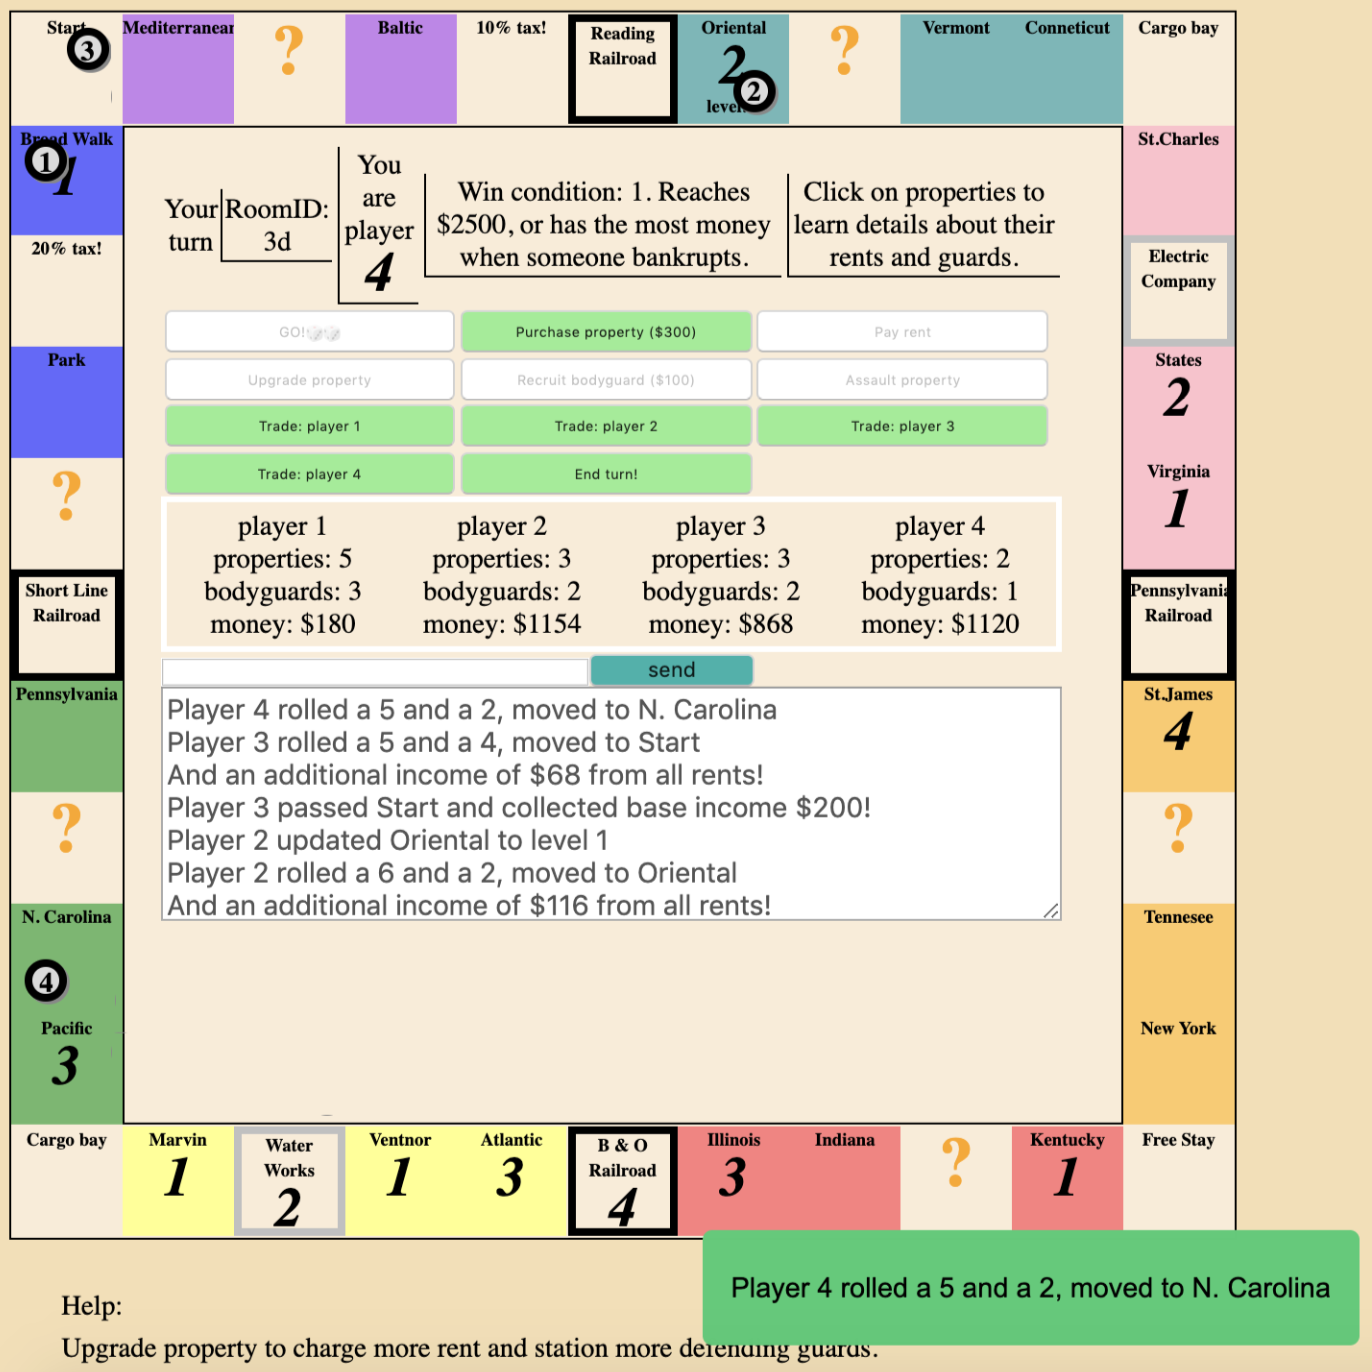 Start
3
Mediterranean
?
Baltic
10% tax!
Reading
Railroad
Oriental
2
2
level
?
Vermont
Conneticut
Cargo bay
Broad Walk
1
1
20% tax!
Park
?
Short Line
Railroad
Pennsylvania
?
N. Carolina
4
Pacific
3
St.Charles
Electric
Company
States
2
Virginia
1
Pennsylvania
Railroad
St.James
4
?
Tennesee
New York
Your
turn
RoomID:
3d
You
are
player
4
Win condition: 1. Reaches
$2500, or has the most money
when someone bankrupts.
Click on properties to
learn details about their
rents and guards.
GO!
Purchase property ($300)
Pay rent
Upgrade property
Recruit bodyguard ($100)
Assault property
Trade: player 1
Trade: player 2
Trade: player 3
Trade: player 4
End turn!
player 1
properties: 5
bodyguards: 3
money: $180
player 2
properties: 3
bodyguards: 2
money: $1154
player 3
properties: 3
bodyguards: 2
money: $868
player 4
properties: 2
bodyguards: 1
money: $1120
send
Player 4 rolled a 5 and a 2, moved to N. Carolina
Player 3 rolled a 5 and a 4, moved to Start
And an additional income of $68 from all rents!
Player 3 passed Start and collected base income $200!
Player 2 updated Oriental to level 1
Player 2 rolled a 6 and a 2, moved to Oriental
And an additional income of $116 from all rents!
Cargo bay
Marvin
1
Water
Works
2
Ventnor
1
Atlantic
3
B & O
Railroad
4
Illinois
3
Indiana
?
Kentucky
1
Free Stay
Player 4 rolled a 5 and a 2, moved to N. Carolina
Help:
Upgrade property to charge more rent and station more defending guards.